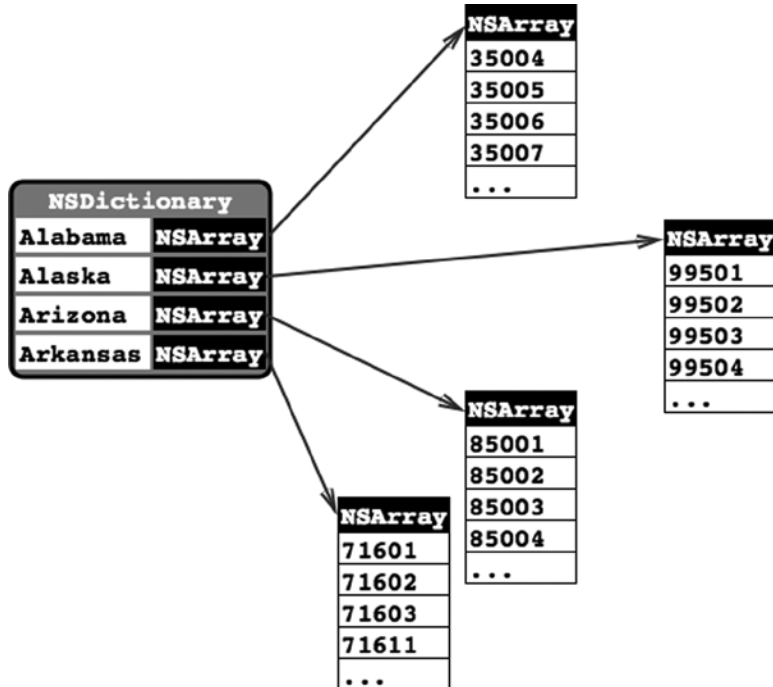 NSArray
35004
35005
35006
35007
...
NSDictionary
Alabama NSArray
Alaska NSArray
Arizona NSArray
Arkansas NSArray
NSArray
99501
99502
99503
99504
...
NSArray
85001
85002
85003
85004
...
NSArray
71601
71602
71603
71611
...